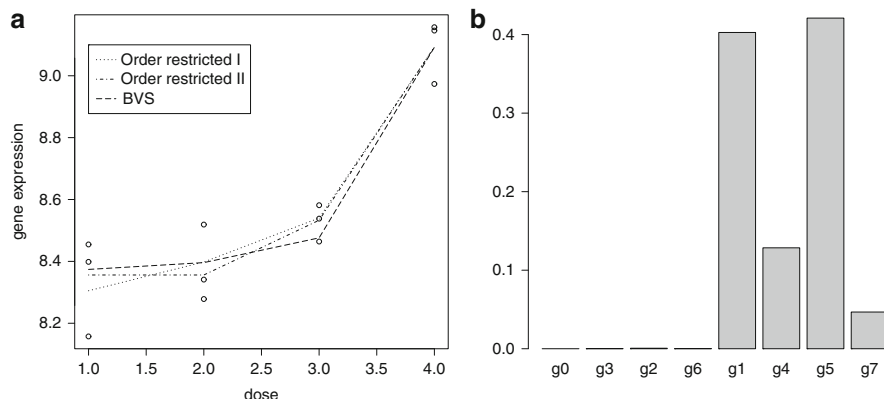 a
Order restricted I
Order restricted II
BVS
gene expression
9.0
8.8
8.6
8.4
8.2
1.0 1.5 2.0 2.5 3.0 3.5 4.0
dose
b
0.4
0.3
0.2
0.1
0.0
g0 g3 g2 g6 g1 g4 g5 g7